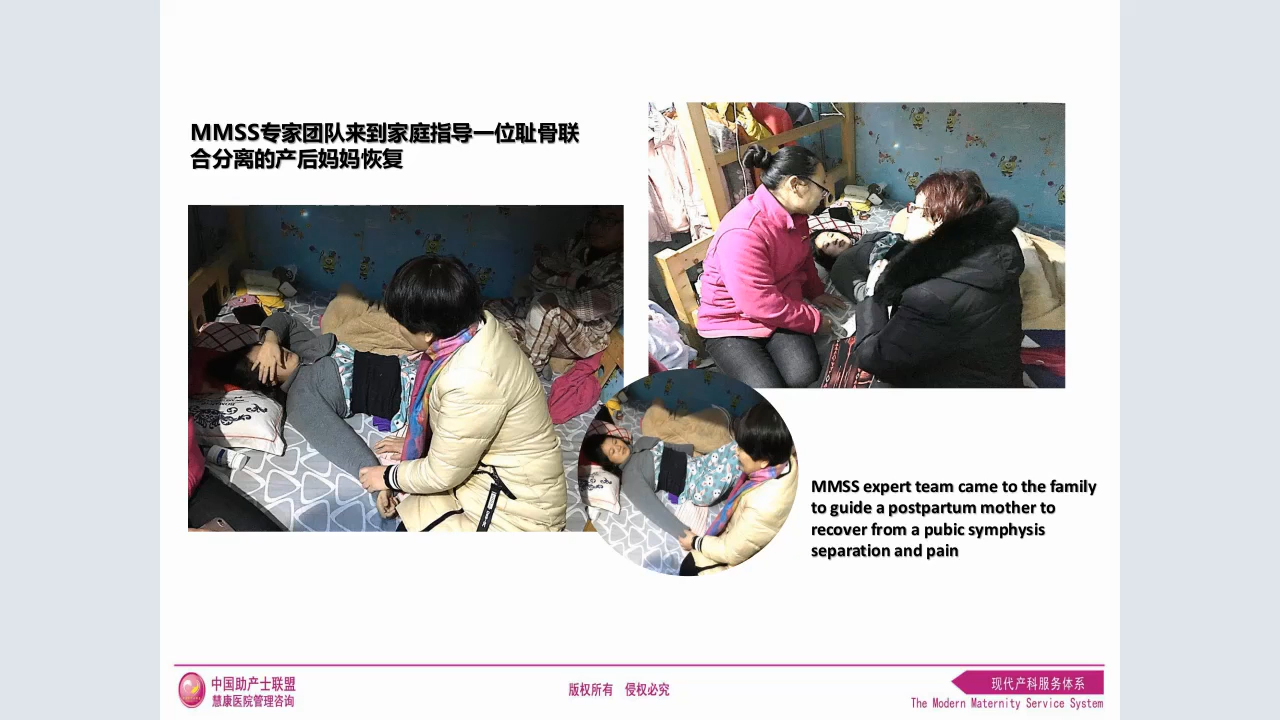 MMSS专家团队来到家庭指导一位耻骨联
合分离的产后妈妈恢复
MMSS expert team came to the family
to guide a postpartum mother to
recover from a pubic symphysis
separation and pain
中国助产士联盟
慧康医院管理咨询
版权所有 侵权必究
现代产科服务体系
The Modern Maternity Service System